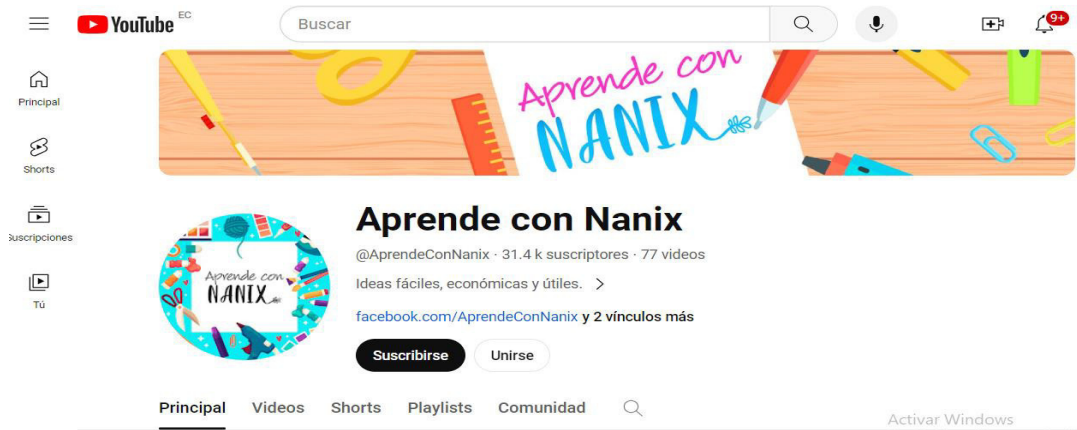 YouTube EC
Buscar
9+
Aprende con
NANIX
Principal
Shorts
Suscripciones
Tú
Aprende con
NANIX
Aprende con Nanix
@AprendeConNanix · 31.4 k suscriptores · 77 videos
Ideas fáciles, económicas y útiles.
facebook.com/AprendeConNanix y 2 vínculos más
Suscribirse
Unirse
Principal
Videos
Shorts
Playlists
Comunidad
Activar Windows